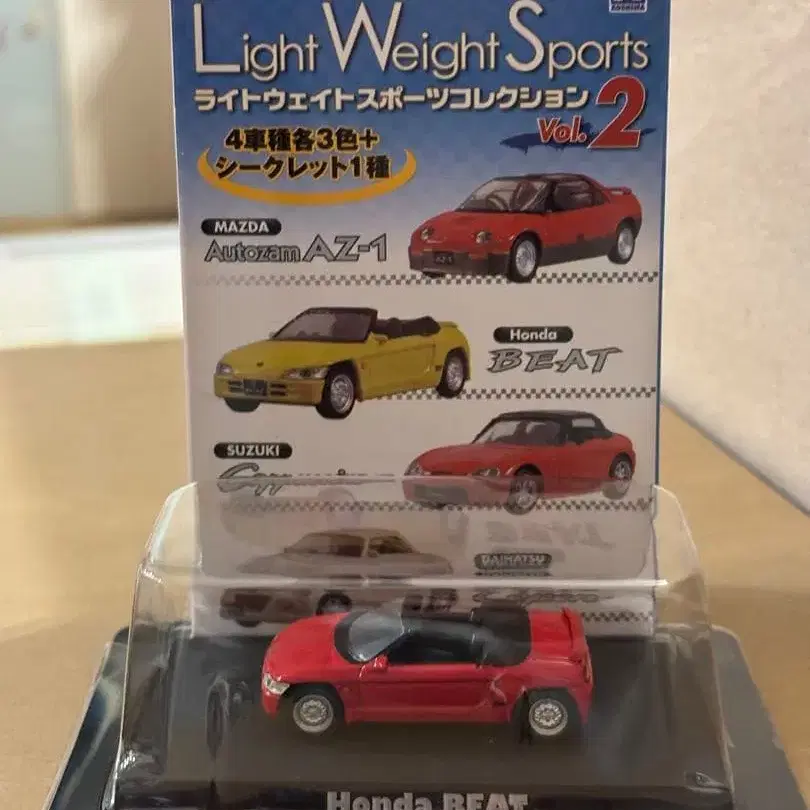 Light Weight Sports
ライトウェイトスポーツコレクション
Vol.2
4車種各3色+
シークレット1種
MAZDA
Autozam AZ-1
AZ-1
Honda
BEAT
SUZUKI
DAIHATSU
Honda BEAT